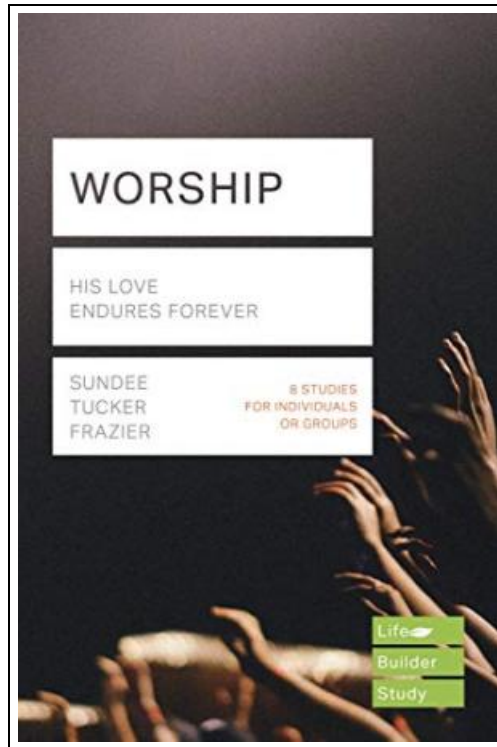 WORSHIP
HIS LOVE
ENDURES FOREVER
SUNDEE
TUCKER
FRAZIER
8 STUDIES
FOR INDIVIDUALS
OR GROUPS
Life
Builder
Study